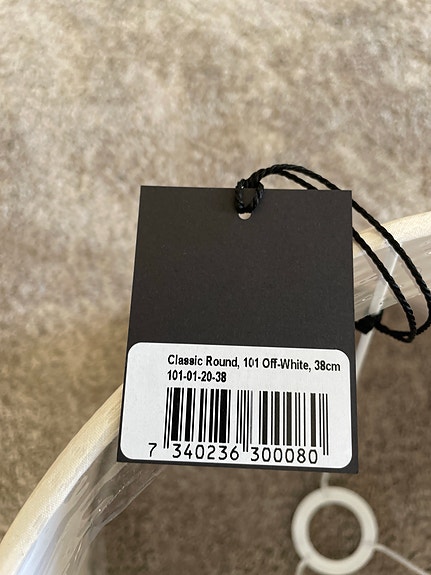 Classic Round, 101 Off-White, 38cm
101-01-20-38
7 340236 300080